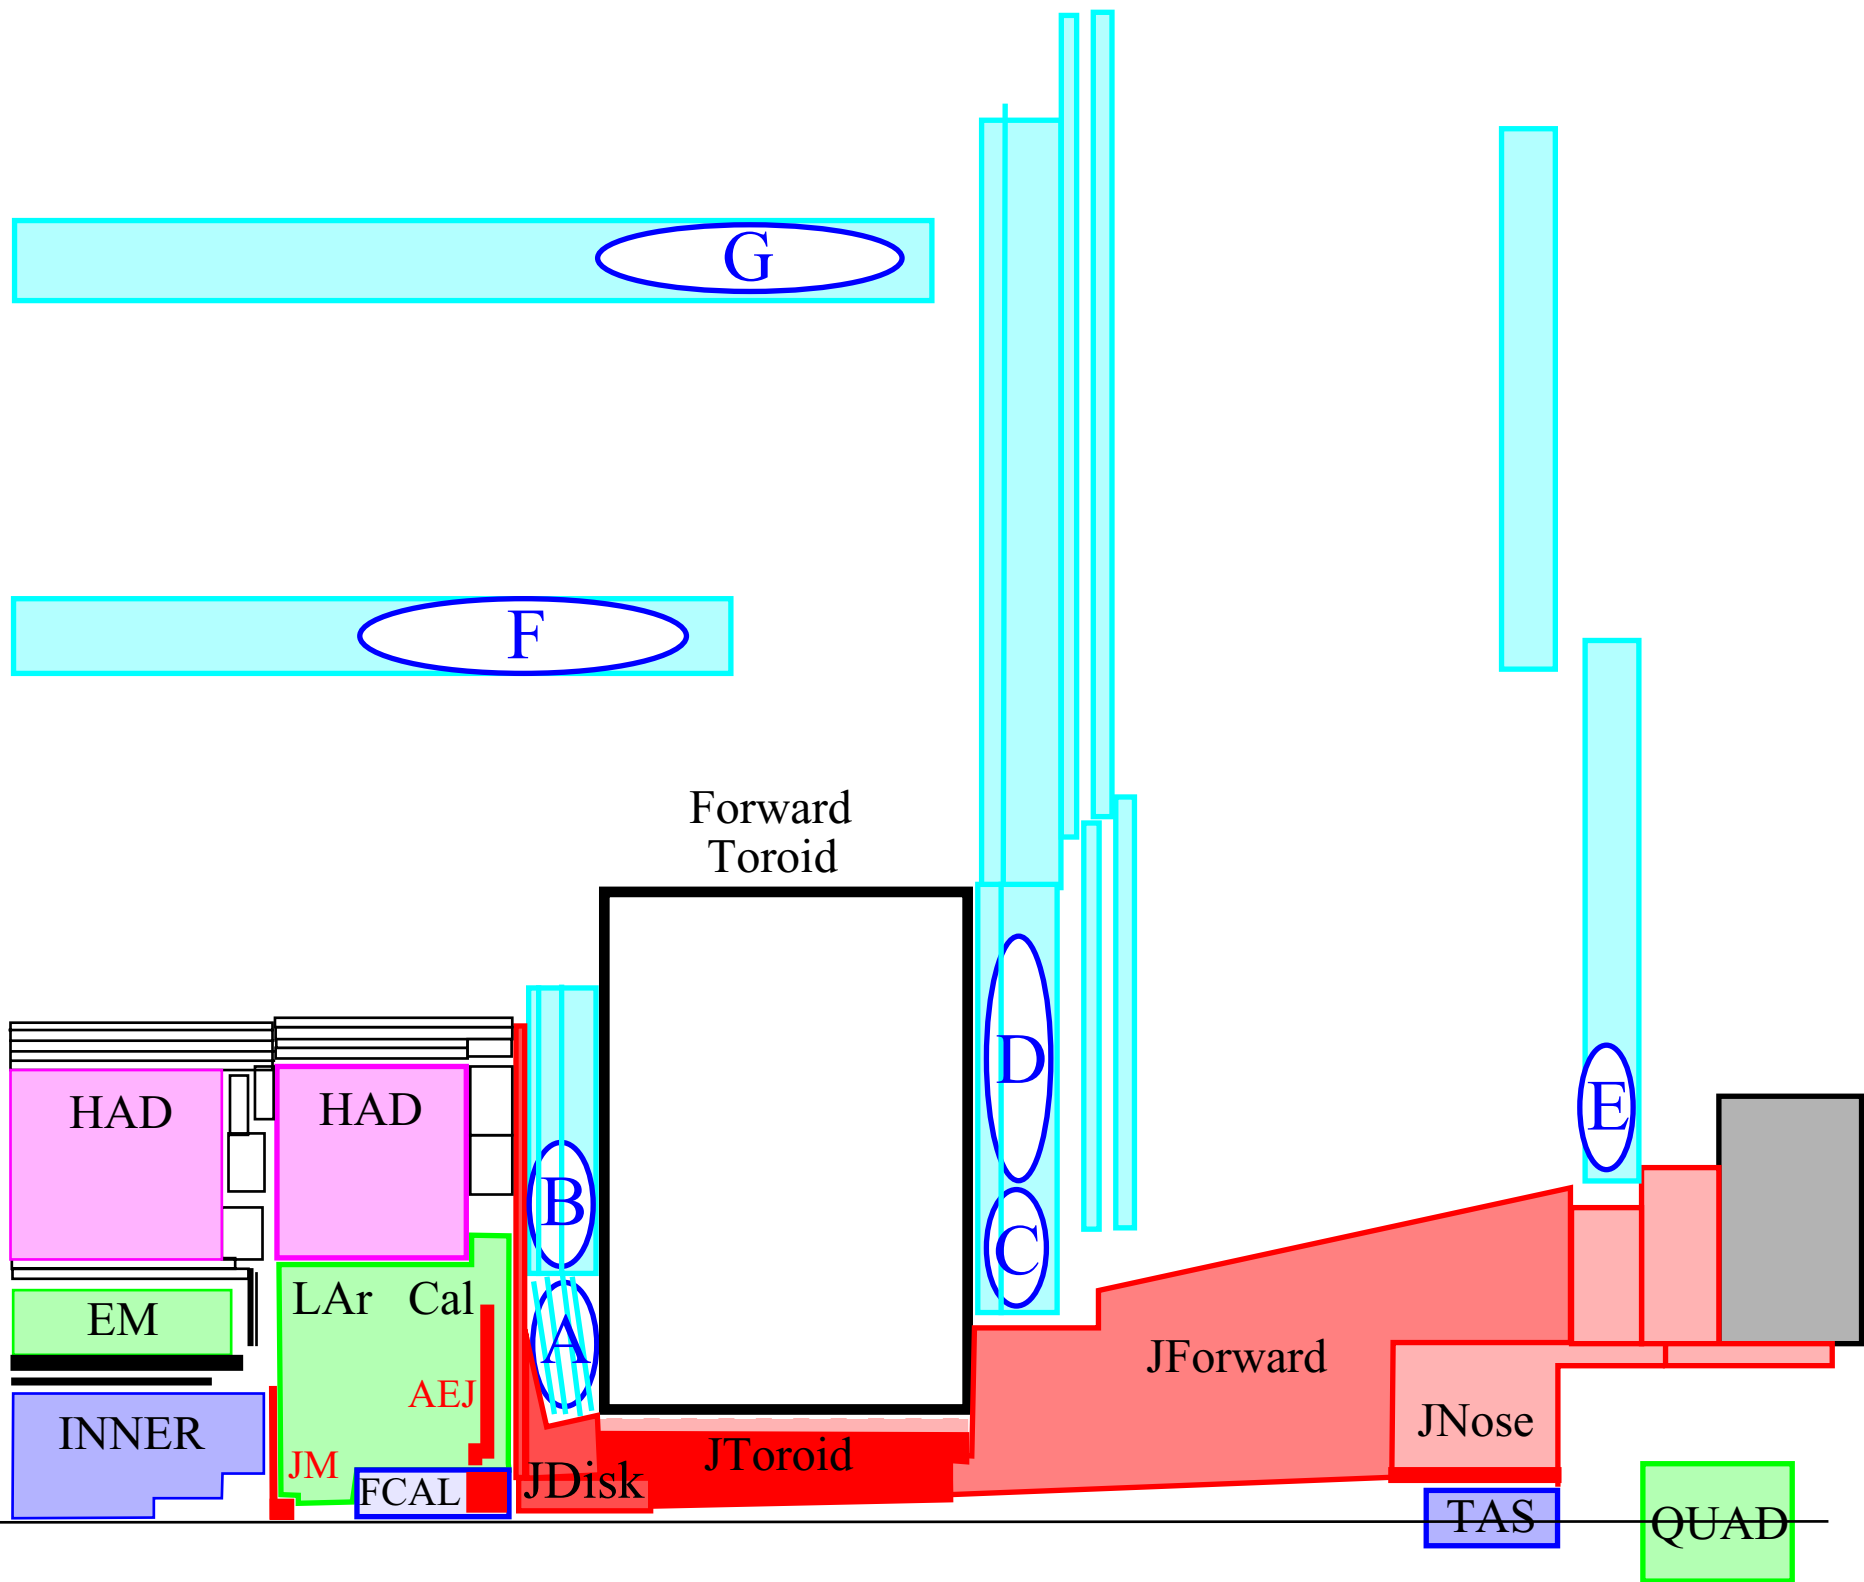 G
F
Forward
Toroid
D
E
HAD
HAD
B
C
LAr Cal
EM
A
JForward
AEJ
INNER
JM
JToroid
JNose
FCAL
JDisk
TAS
QUAD